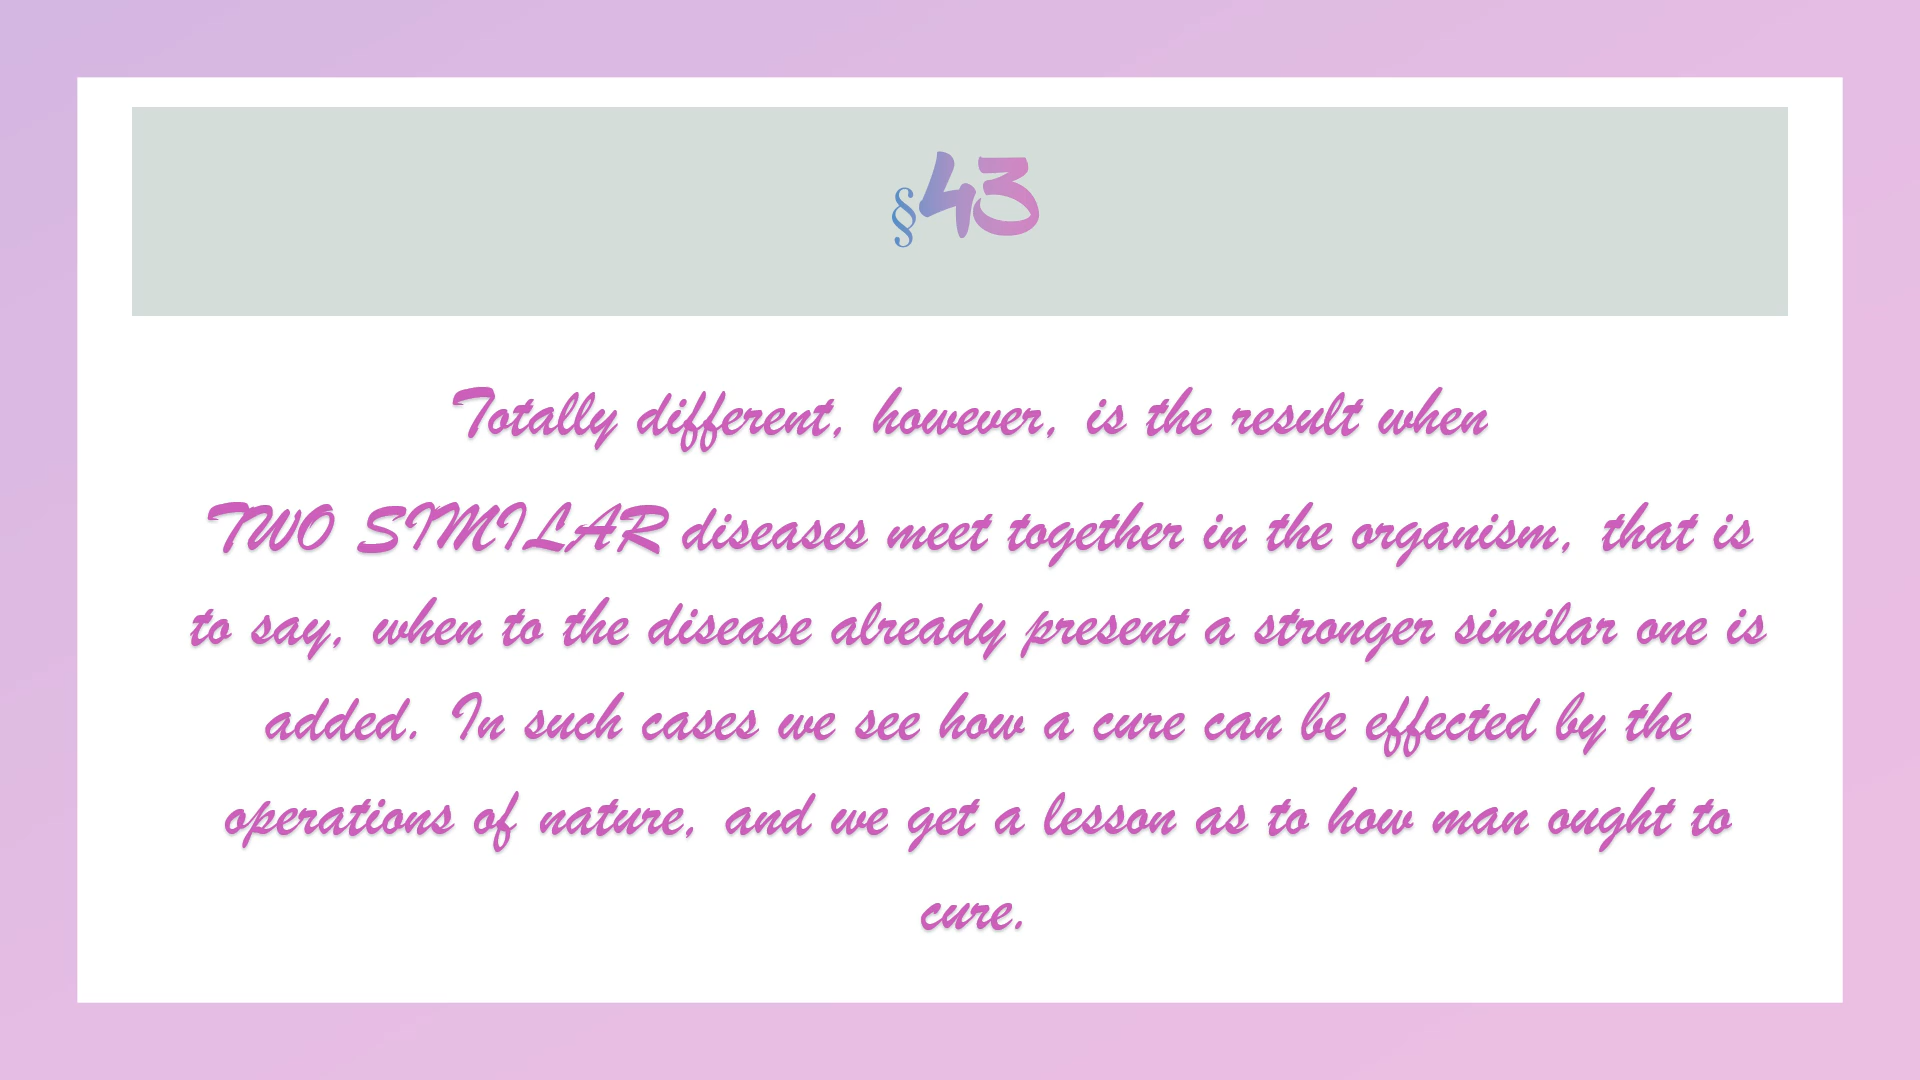 §43
Totally different, however, is the result when
TWO SIMILAR diseases meet together in the organism, that is
to say, when to the disease already present a stronger similar one is
added. In such cases we see how a cure can be effected by the
operations of nature, and we get a lesson as to how man ought to
cure.